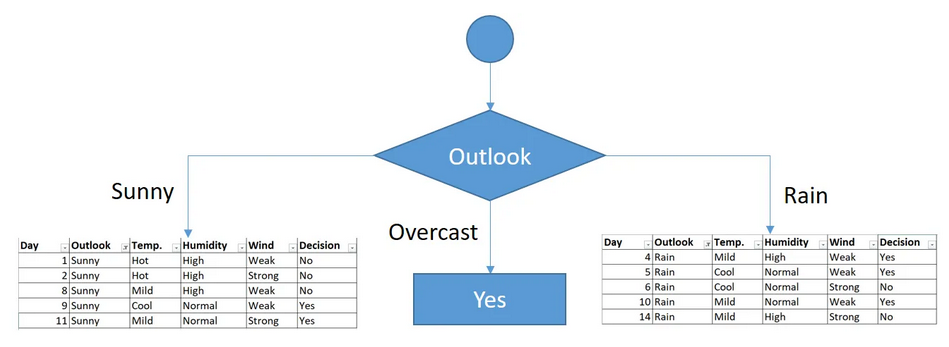 Outlook
Sunny
Rain
Overcast
Yes
Day Outlook Temp. Humidity Wind Decision
1 Sunny Hot High Weak No
2 Sunny Hot High Strong No
8 Sunny Mild High Weak No
9 Sunny Cool Normal Weak Yes
11 Sunny Mild Normal Strong Yes
Day Outlook Temp. Humidity Wind Decision
4 Rain Mild High Weak Yes
5 Rain Cool Normal Weak Yes
6 Rain Cool Normal Strong No
10 Rain Mild Normal Weak Yes
14 Rain Mild High Strong No